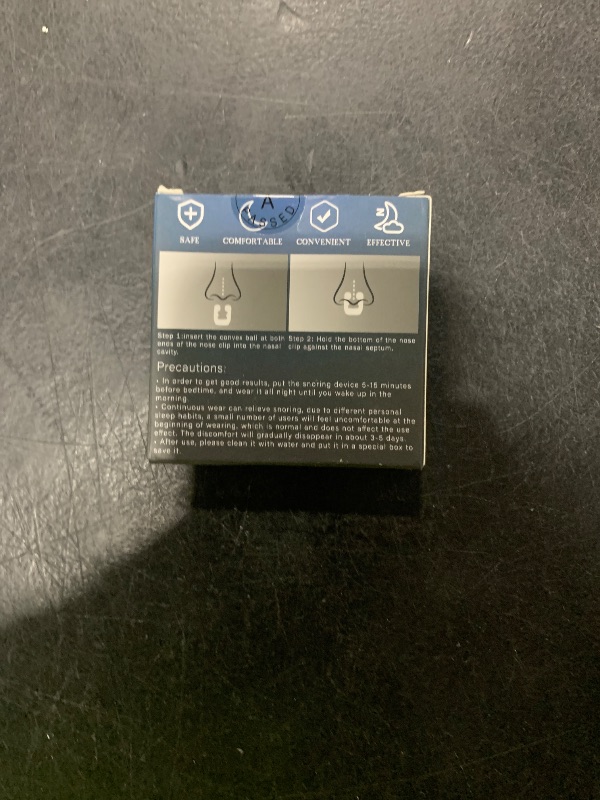 A
PASSED
SAFE COMFORTABLE CONVENIENT EFFECTIVE
Step 1:Insert the convex ball at both
ends of the nose clip into the nasal
cavity.
Step 2: Hold the bottom of the nose
clip against the nasal septum.
Precautions:
• In order to get good results, put the snoring device 5-15 minutes
before bedtime, and wear it all night until you wake up in the
morning.
• Continuous wear can relieve snoring, due to different personal
sleep habits, a small number of users will feel uncomfortable at the
beginning of wearing, which is normal and does not affect the use
effect. The discomfort will gradually disappear in about 3-5 days.
• After use, please clean it with water and put it in a special box to
save it.